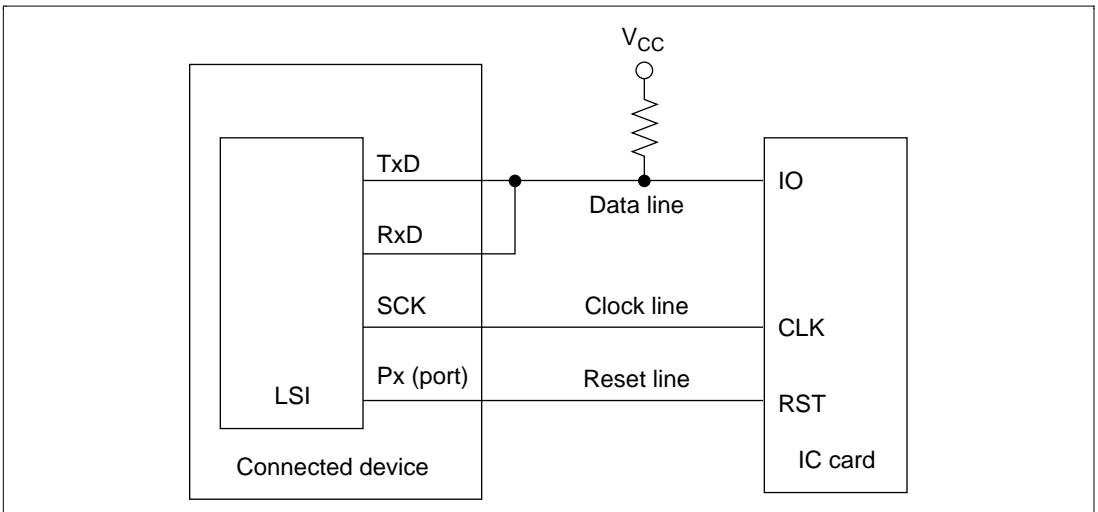 VCC
TxD
IO
Data line
RxD
SCK
Clock line
CLK
Px (port)
Reset line
LSI
RST
Connected device
IC card